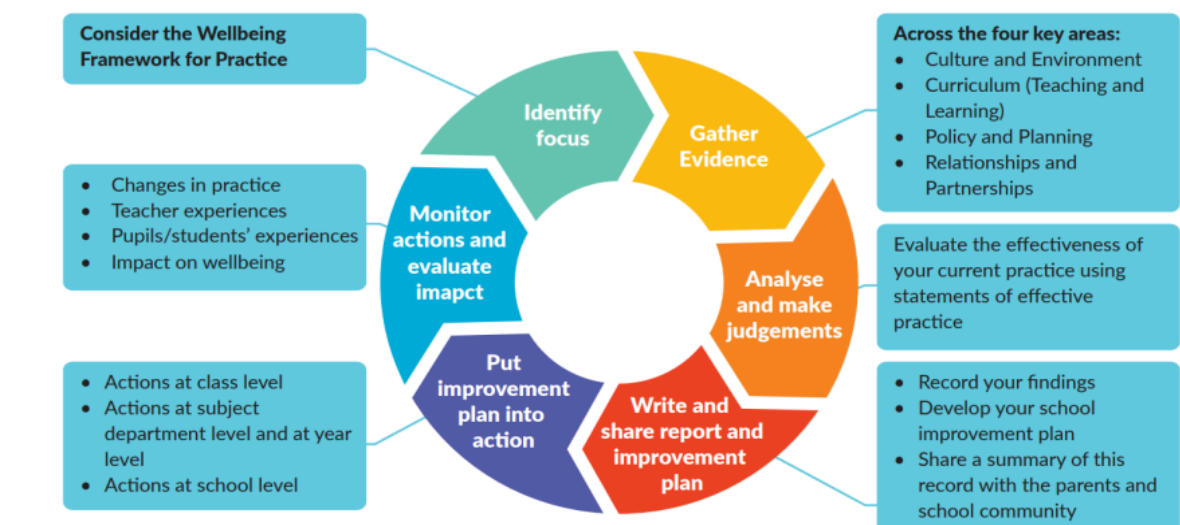 Consider the Wellbeing
Framework for Practice
Identify
focus
Gather
Evidence
Across the four key areas:
• Culture and Environment
• Curriculum (Teaching and
Learning)
• Policy and Planning
• Relationships and
Partnerships
• Changes in practice
• Teacher experiences
• Pupils/students' experiences
• Impact on wellbeing
Monitor
actions and
evaluate
imapct
Analyse
and make
judgements
Evaluate the effectiveness of
your current practice using
statements of effective
practice
• Actions at class level
• Actions at subject
department level and at year
level
• Actions at school level
Put
improvement
plan into
action
Write and
share report and
improvement
plan
• Record your findings
• Develop your school
improvement plan
• Share a summary of this
record with the parents and
school community